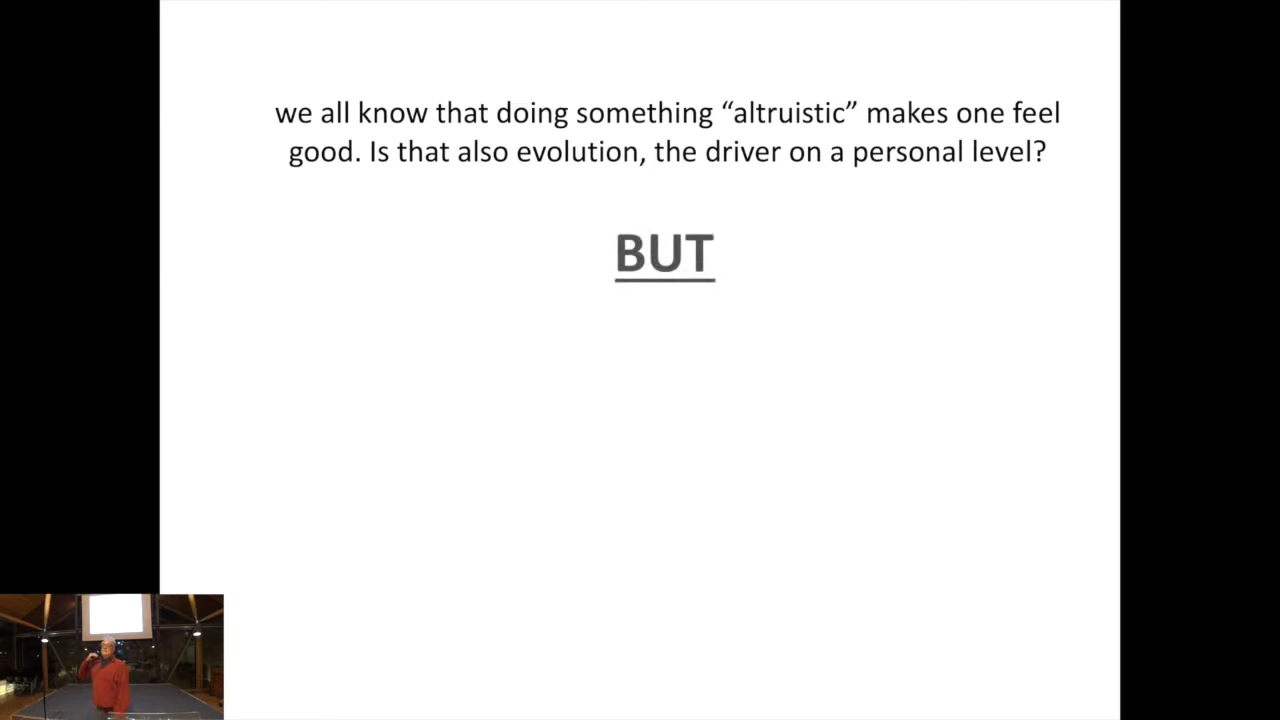 we all know that doing something “altruistic” makes one feel
good. Is that also evolution, the driver on a personal level?
BUT